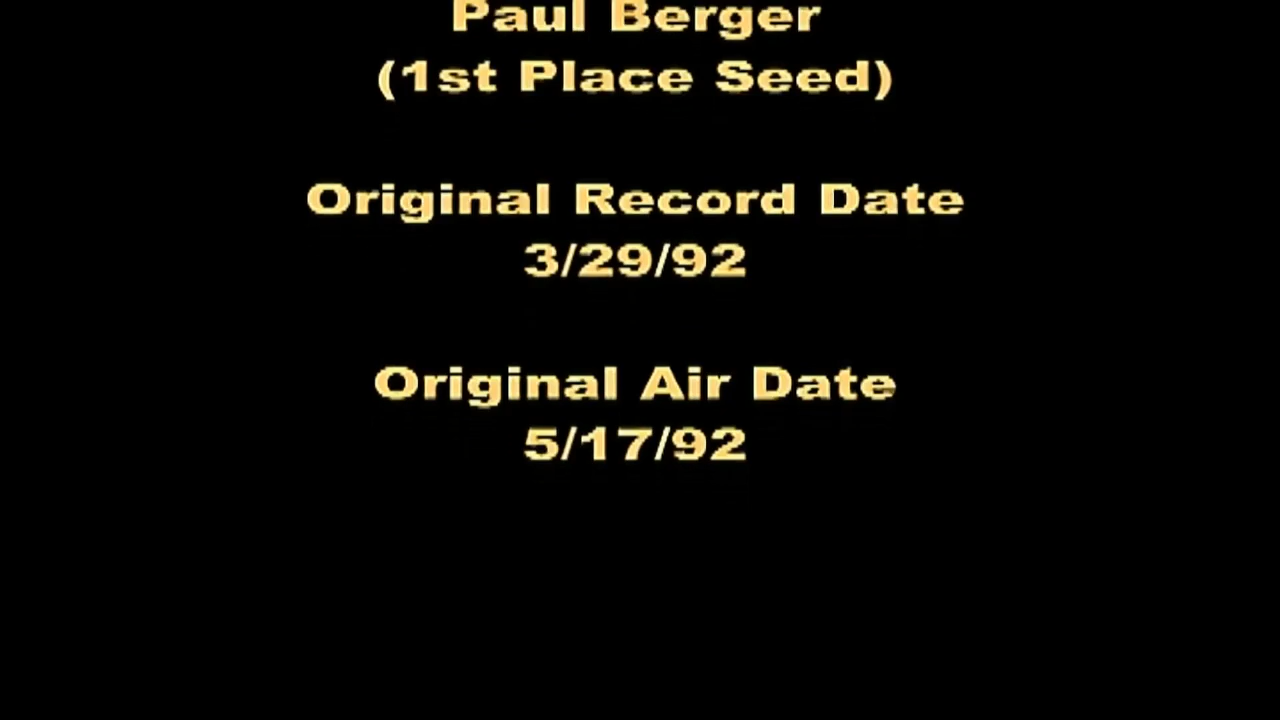 Paul Berger
(1st Place Seed)
Original Record Date
3/29/92
Original Air Date
5/17/92